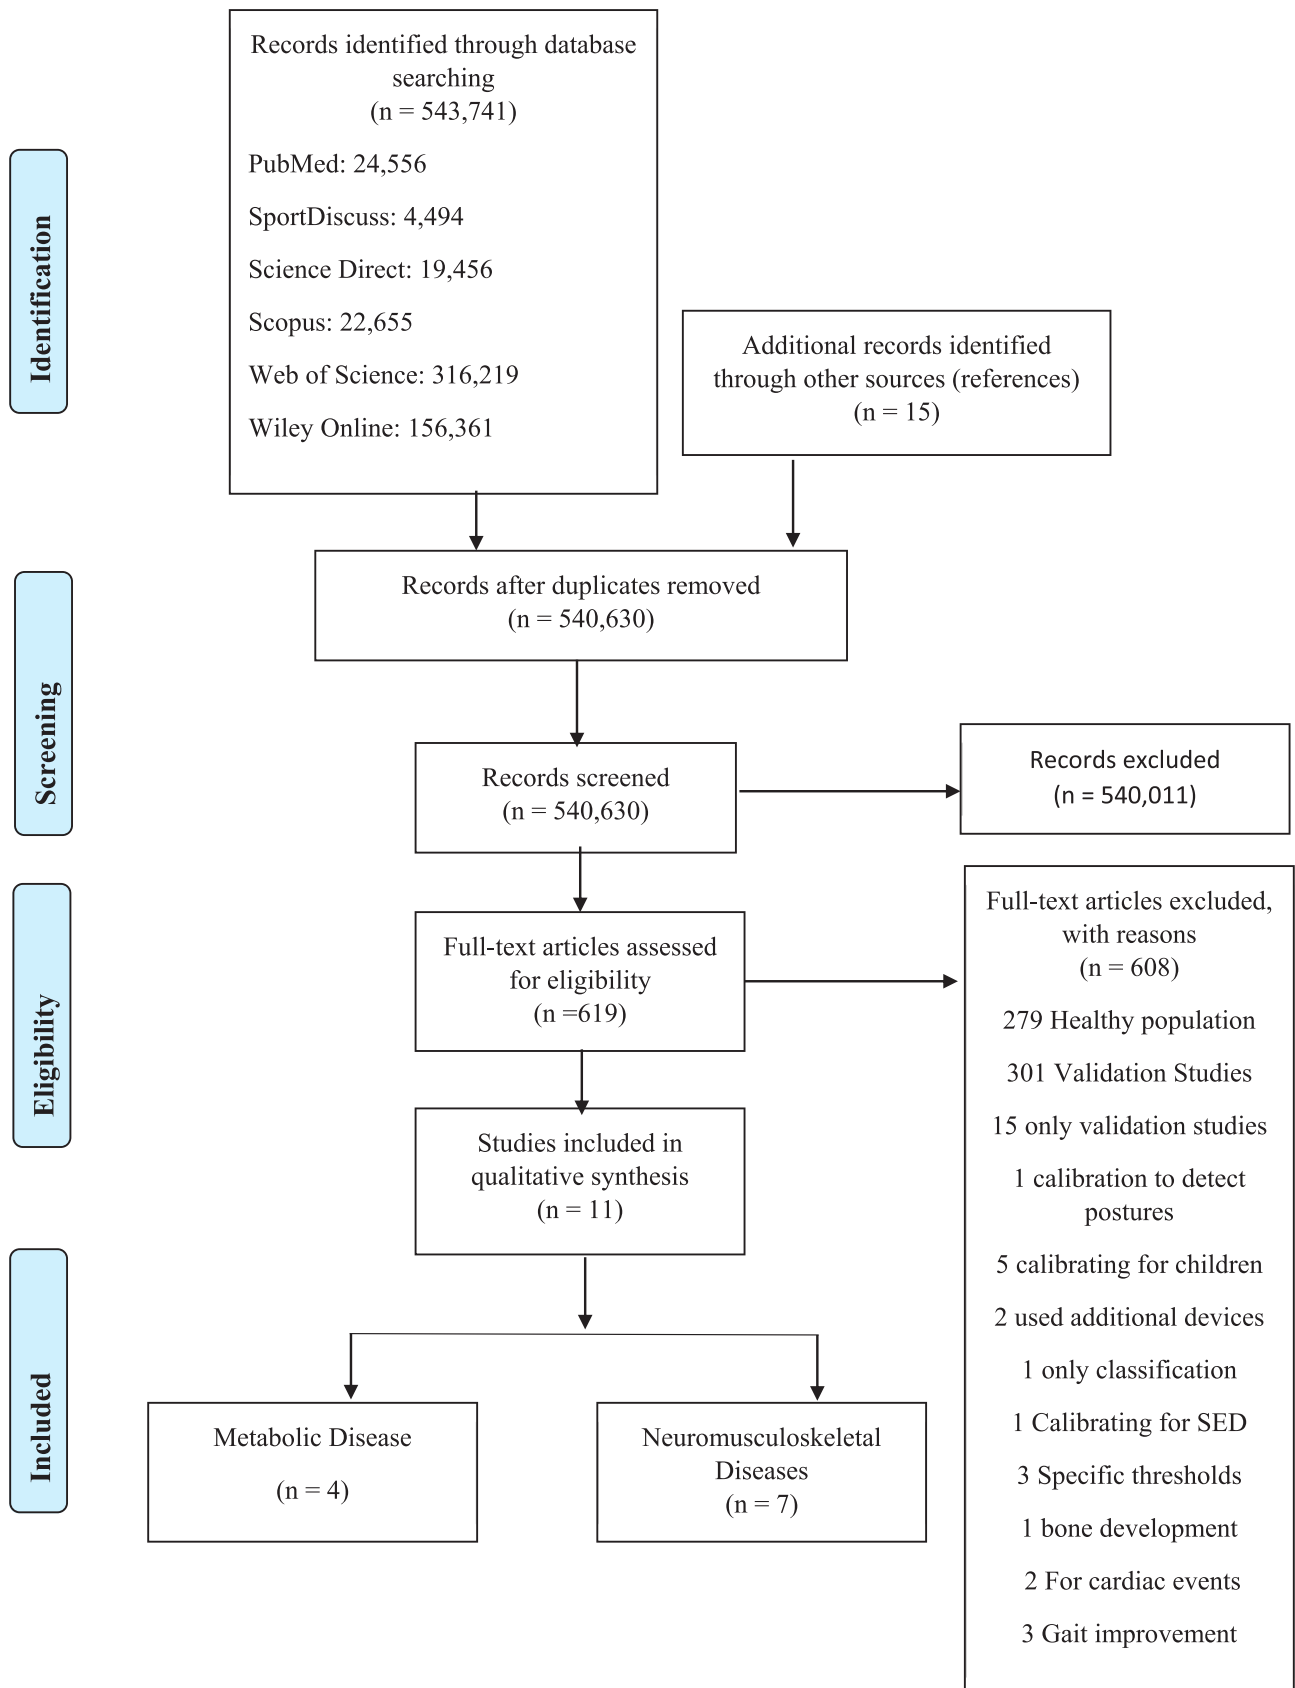 Identification
Records identified through database
searching
(n = 543,741)
PubMed: 24,556
SportDiscuss: 4,494
Science Direct: 19,456
Scopus: 22,655
Web of Science: 316,219
Wiley Online: 156,361
Additional records identified
through other sources (references)
(n = 15)
Screening
Records after duplicates removed
(n = 540,630)
Records screened
(n = 540,630)
Records excluded
(n = 540,011)
Eligibility
Full-text articles assessed
for eligibility
(n =619)
Full-text articles excluded,
with reasons
(n = 608)
279 Healthy population
301 Validation Studies
15 only validation studies
1 calibration to detect
postures
5 calibrating for children
2 used additional devices
1 only classification
1 Calibrating for SED
3 Specific thresholds
1 bone development
2 For cardiac events
3 Gait improvement
Studies included in
qualitative synthesis
(n = 11)
Included
Metabolic Disease
(n = 4)
Neuromusculoskeletal
Diseases
(n = 7)